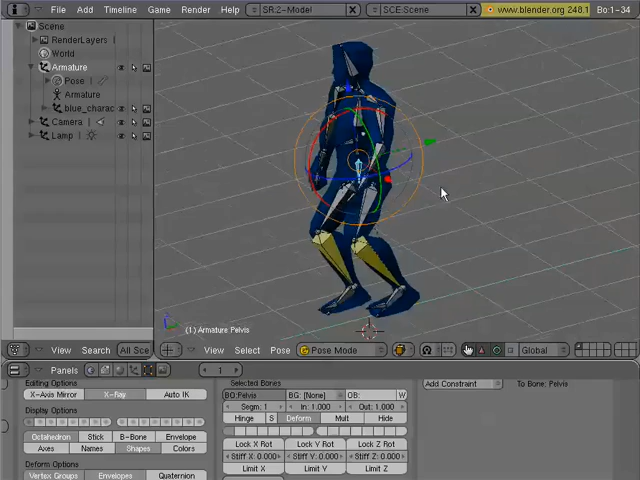 File Add Timeline Game Render Help SR:2-Model SCE:Scene www.blender.org 248.1 Bo:1-34
Scene
RenderLayers
World
Armature
Pose
Armature
blue_charac
Camera
Lamp
(1) Armature Pelvis
View Search All Sce View Select Pose Pose Mode Global
Panels 1
Editing Options
X-Axis Mirror X-Ray Auto IK
Display Options
Octahedron Stick B-Bone Envelope
Axes Names Shapes Colors
Deform Options
Vertex Groups Envelopes Quaternion
Selected Bones
BO:Pelvis BG: [None] OB: W
Segm: 1 In: 1.000 Out: 1.000
Hinge S Deform Mult Hide
Lock X Rot Lock Y Rot Lock Z Rot
Stiff X: 0.000 Stiff Y: 0.000 Stiff Z: 0.000
Limit X Limit Y Limit Z
Add Constraint To Bone: Pelvis